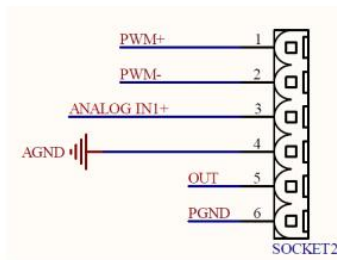 PWM+ 1
PWM- 2
ANALOG IN1+ 3
AGND 4
OUT 5
PGND 6
SOCKET2